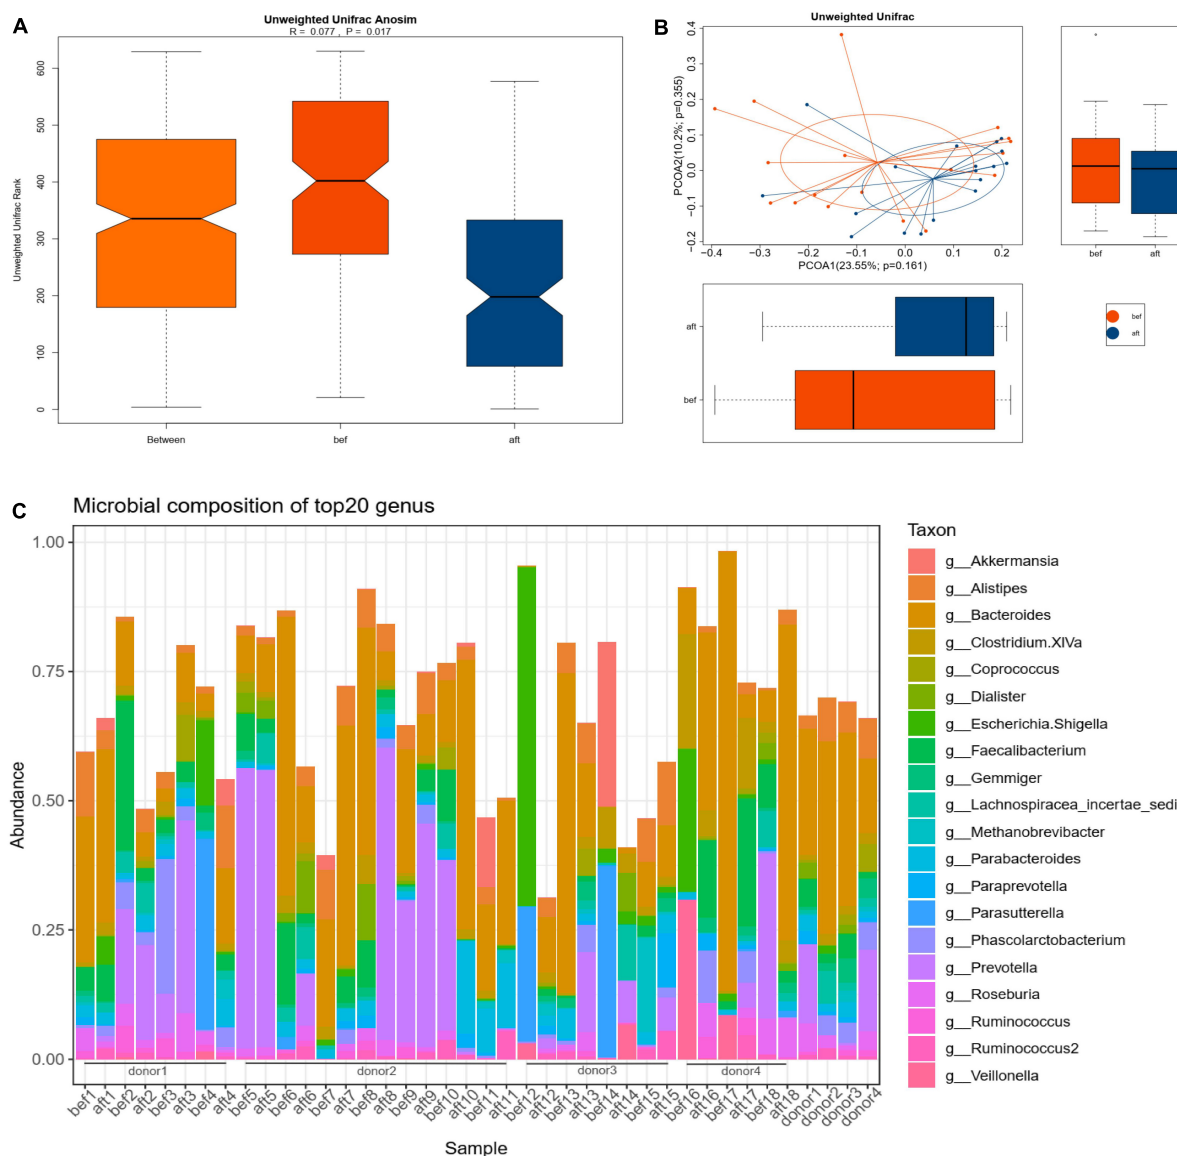 A
Unweighted Unifrac Anosim
R = 0.077 , P = 0.017
Unweighted Unifrac Rank
600
500
400
300
200
100
0
Between
bef
aft
B
Unweighted Unifrac
PCOA2(10.2%; p=0.355)
0.4
0.3
0.2
0.1
0.0
−0.1
−0.2
−0.4
−0.3
−0.2
−0.1
0.0
0.1
0.2
PCOA1(23.55%; p=0.161)
bef
aft
aft
bef
bef
aft
C
Microbial composition of top20 genus
Abundance
1.00
0.75
0.50
0.25
0.00
donor1
donor2
donor3
donor4
bef1
aft1
bef2
aft2
bef3
aft3
bef4
aft4
bef5
aft5
bef6
aft6
bef7
aft7
bef8
aft8
bef9
aft9
bef10
aft10
bef11
aft11
bef12
aft12
bef13
aft13
bef14
aft14
bef15
aft15
bef16
aft16
bef17
aft17
bef18
aft18
donor1
donor2
donor3
donor4
Sample
Taxon
g__Akkermansia
g__Alistipes
g__Bacteroides
g__Clostridium.XIVa
g__Coprococcus
g__Dialister
g__Escherichia.Shigella
g__Faecalibacterium
g__Gemmiger
g__Lachnospiracea_incertae_sedi
g__Methanobrevibacter
g__Parabacteroides
g__Paraprevotella
g__Parasutterella
g__Phascolarctobacterium
g__Prevotella
g__Roseburia
g__Ruminococcus
g__Ruminococcus2
g__Veillonella